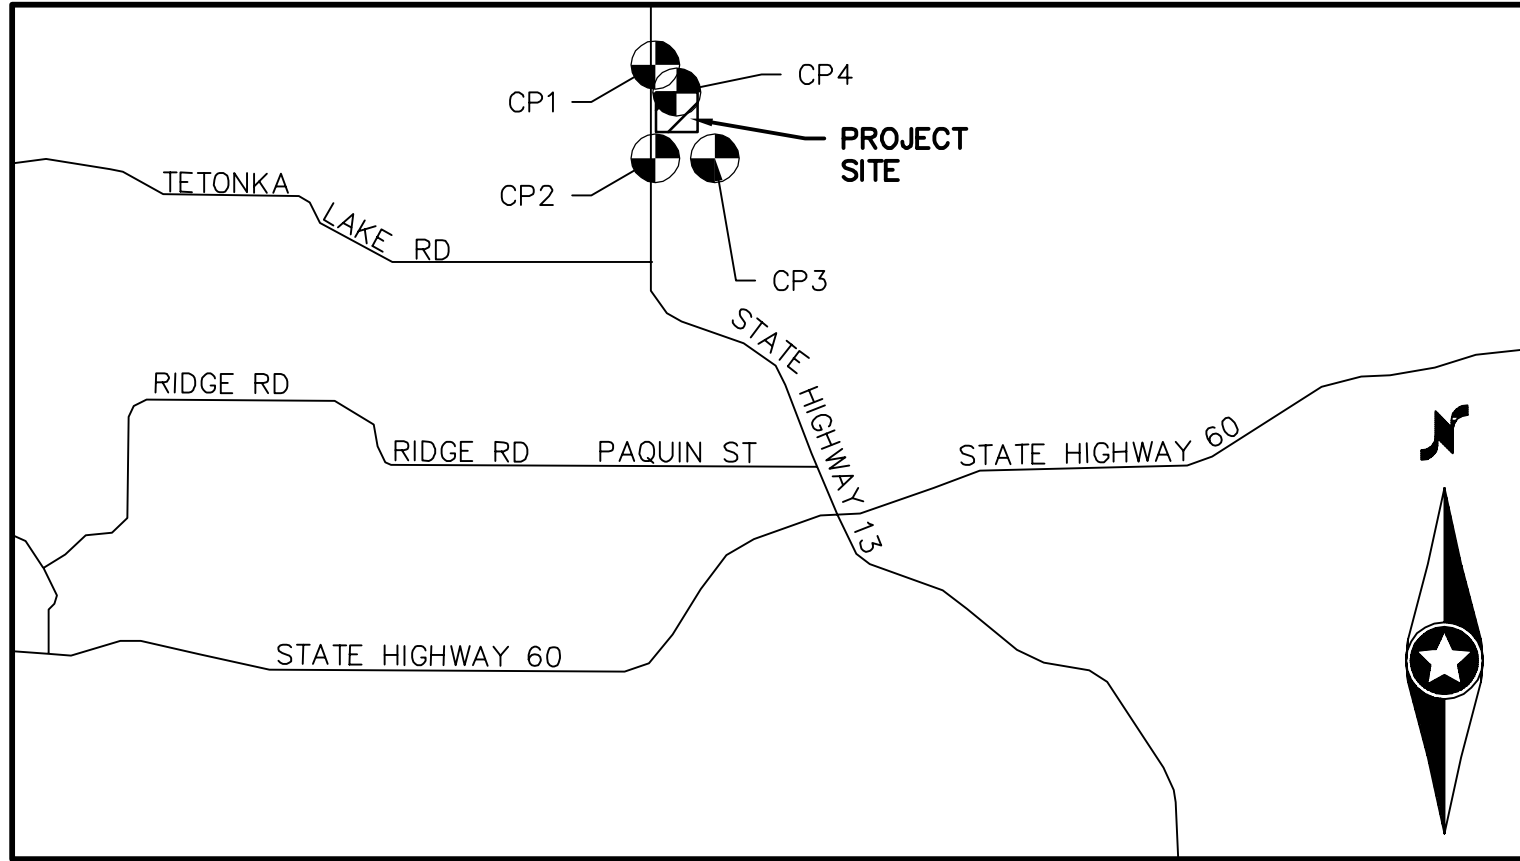 CP4
CP1
PROJECT
SITE
TETONKA
CP2
LAKE RD
CP3
STATE HIGHWAY 13
RIDGE RD
RIDGE RD
PAQUIN ST
STATE HIGHWAY 60
N
STATE HIGHWAY 60